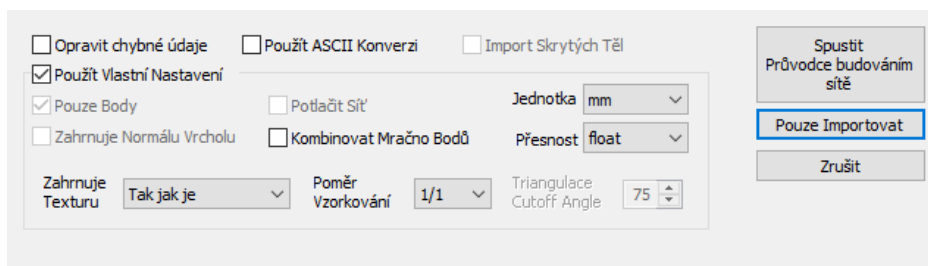 Opravit chybné údaje
Použít ASCII Konverzi
Import Skrytých Těl
Použít Vlastní Nastavení
Pouze Body
Potlačit Síť
Jednotka
mm
Zahrnuje Normálu Vrcholu
Kombinovat Mračno Bodů
Přesnost
float
Zahrnuje
Texturu
Tak jak je
Poměr
Vzorkování
1/1
Triangulace
Cutoff Angle
75
Spustit
Průvodce budováním
sítě
Pouze Importovat
Zrušit